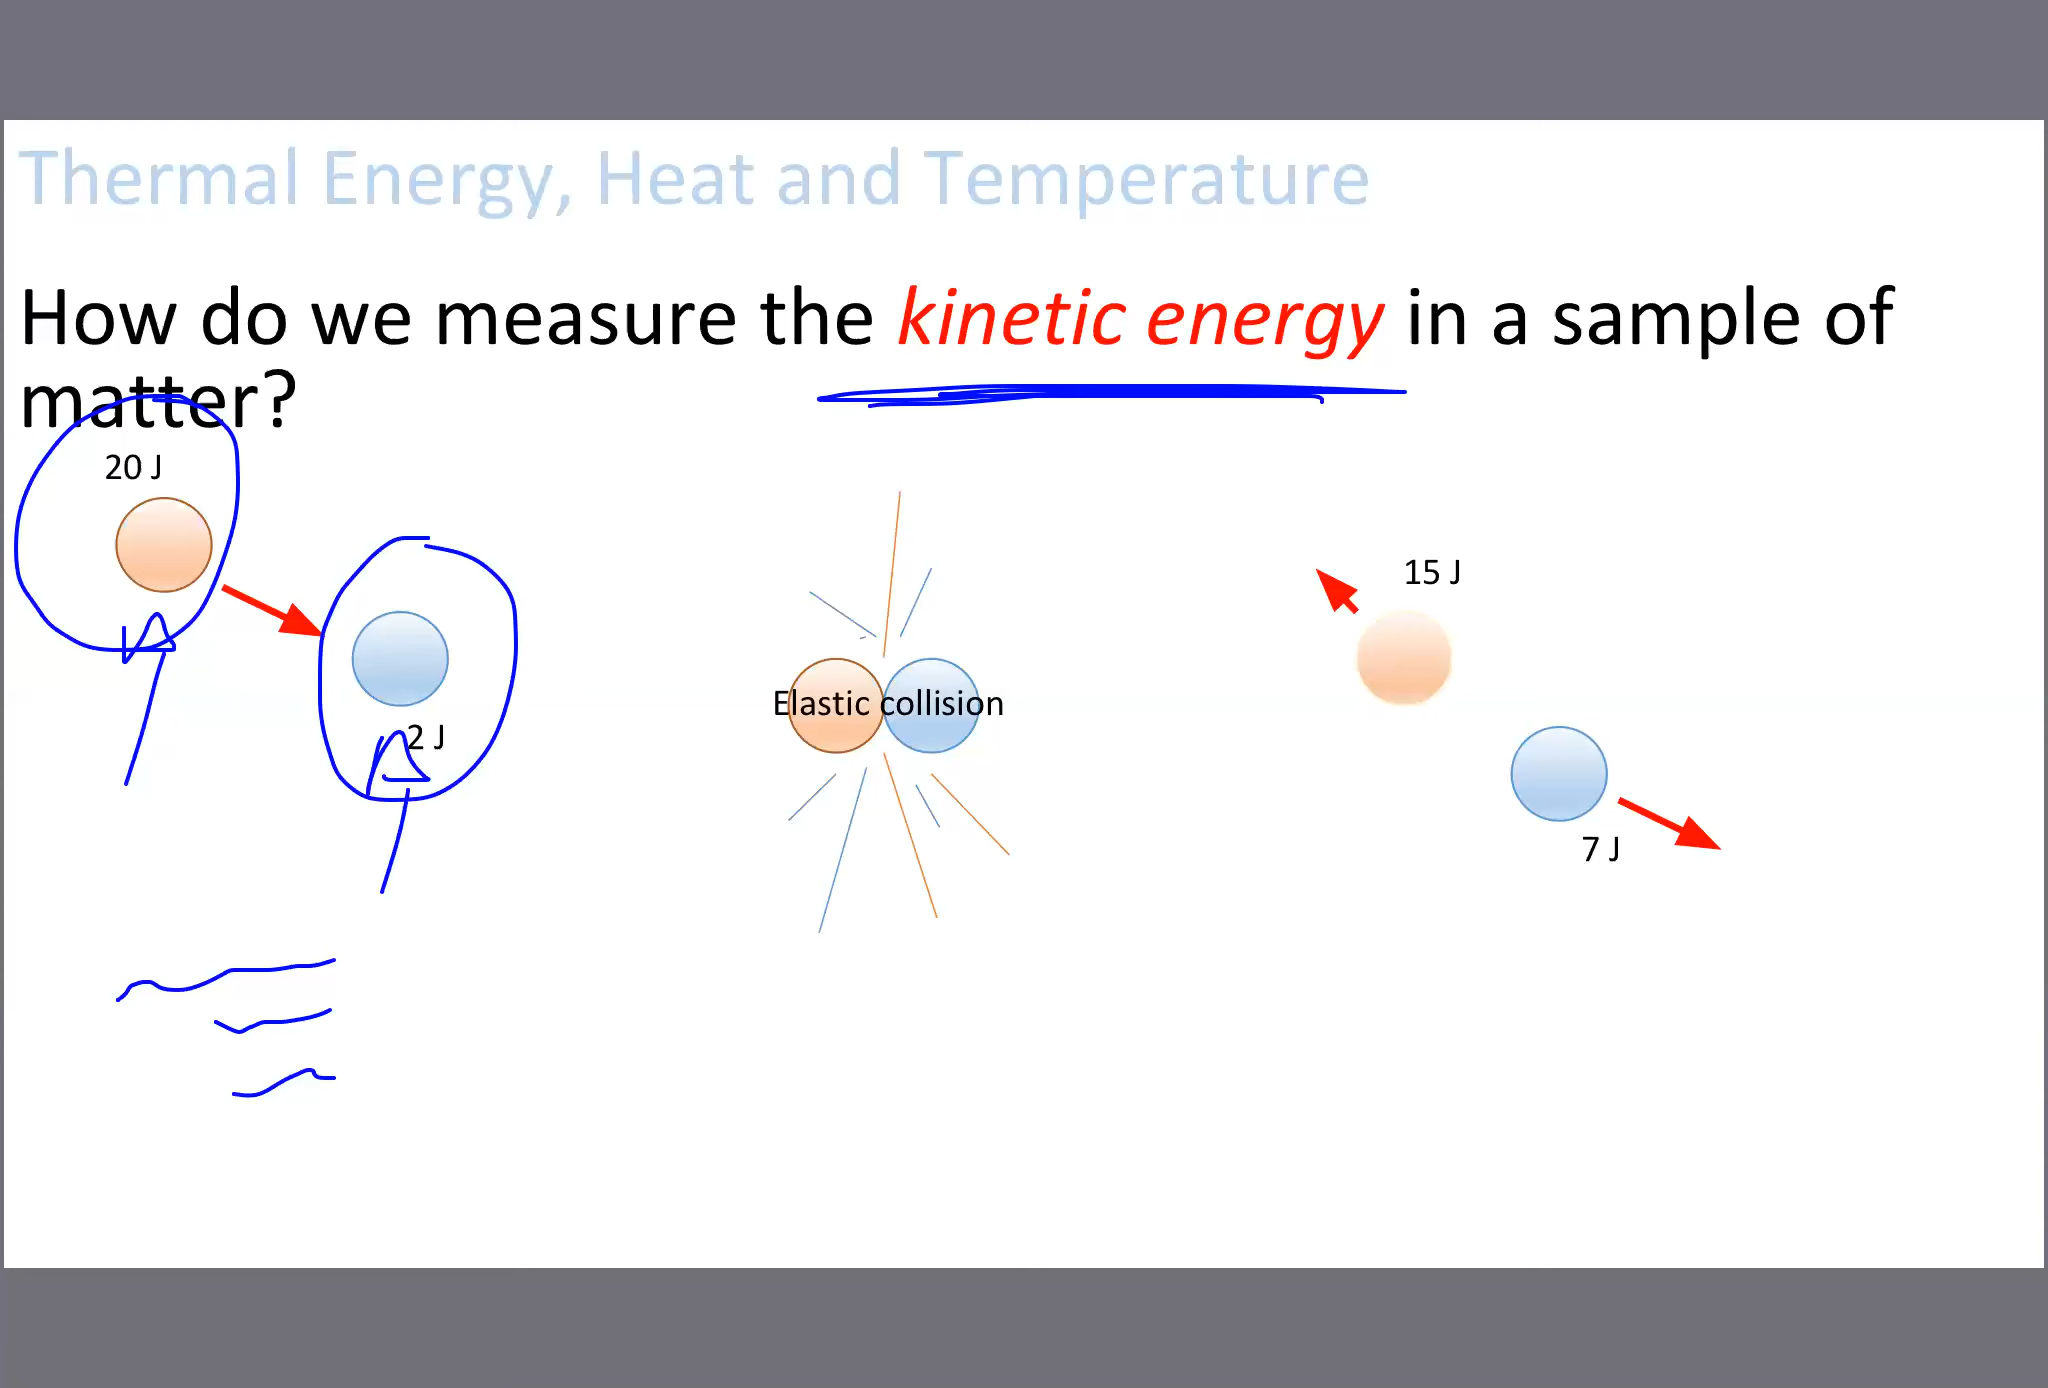 Thermal Energy, Heat and Temperature
How do we measure the kinetic energy in a sample of
matter?
20 J
2 J
Elastic collision
15 J
7 J